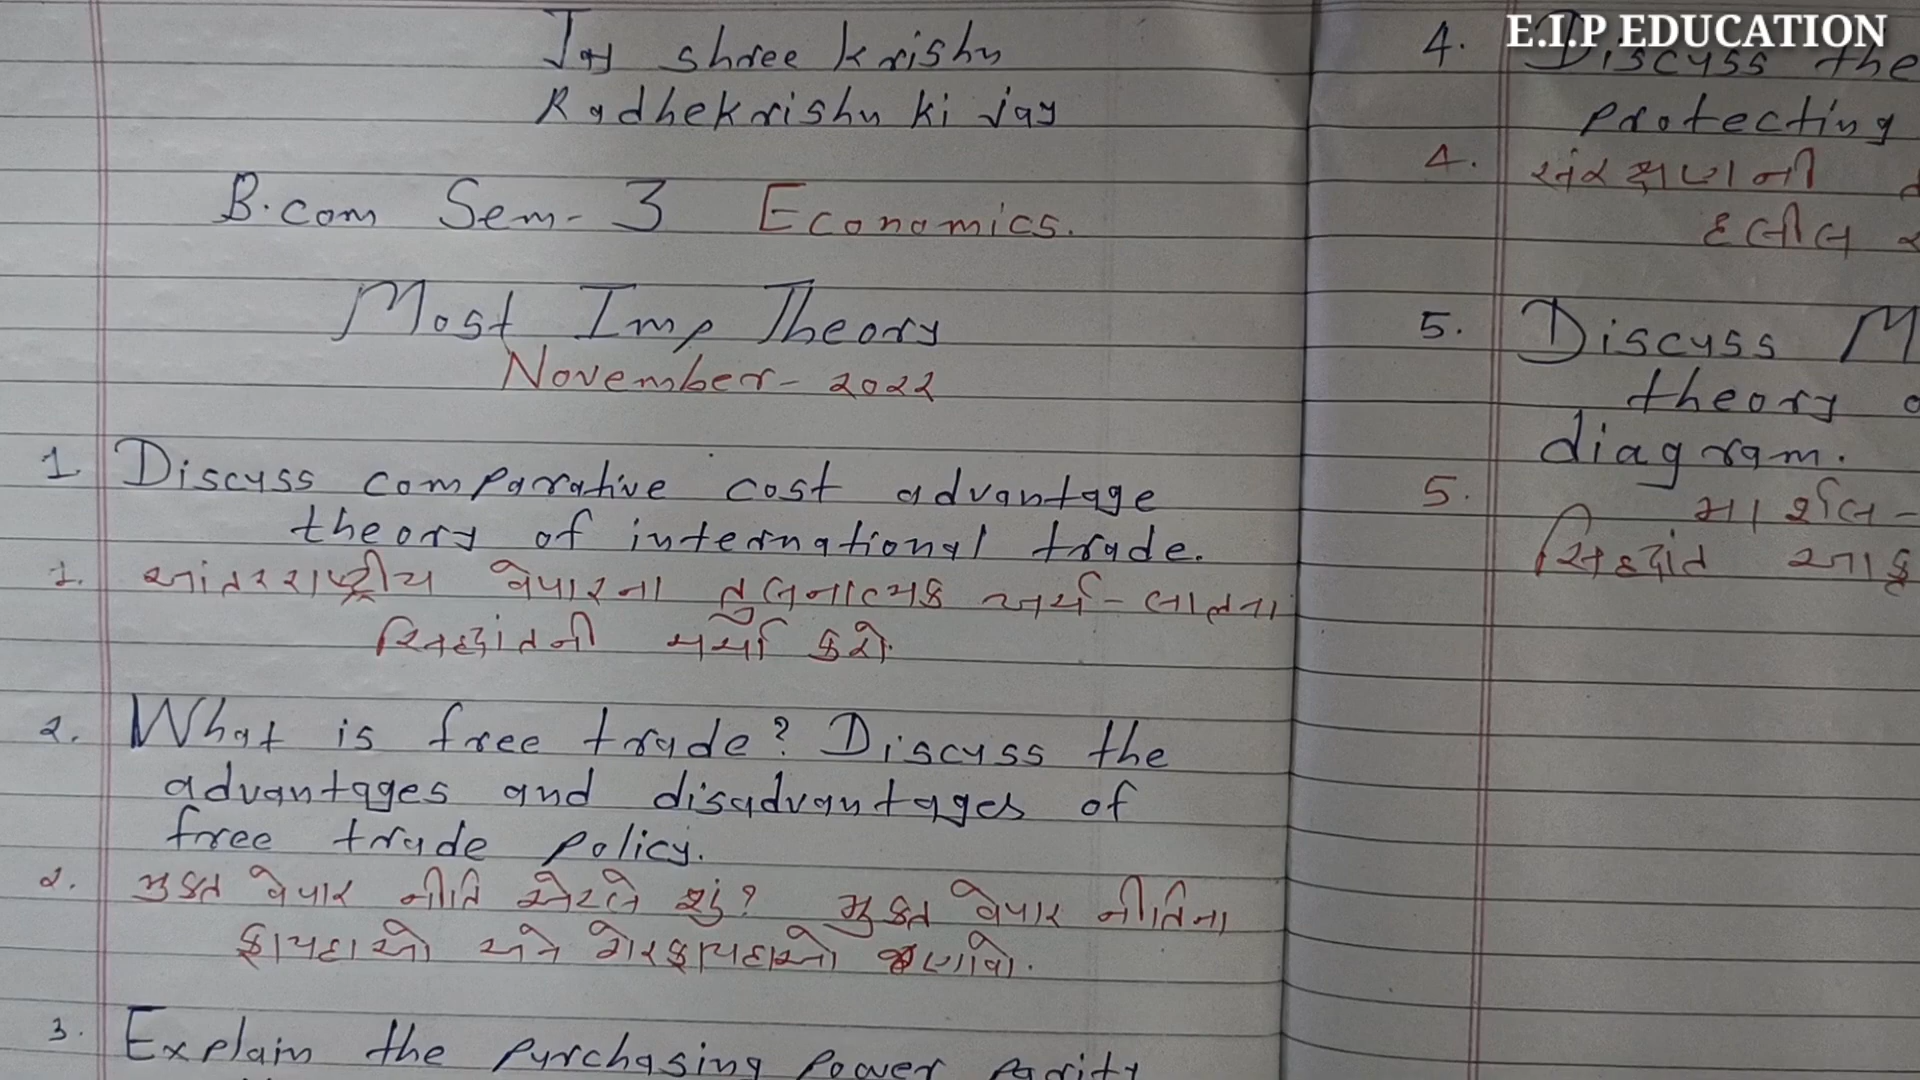 Jay shree krishn
Radhekrishn ki jay
B.com Sem-3 Economics.
Most Imp Theory
November-2022
1 Discuss comparative cost advantage
theory of international trade.
1. આંતરરાષ્ટ્રીય વેપારના તુલનાત્મક ખર્ચ-લાભના
સિદ્ધાંતની ચર્ચા કરો.
2. What is free trade? Discuss the
advantages and disadvantages of
free trade policy.
2. મુક્ત વેપાર નીતિ એટલે શું? મુક્ત વેપાર નીતિના
ફાયદાઓ અને ગેરફાયદાઓ જણાવો.
3. Explain the purchasing power parity
E.I.P EDUCATION
4. Discuss the
protecting
4. સંરક્ષણની
દલીલ
5. Discuss M
theory
diagram.
5. માર્શલ-
સિદ્ધાંત